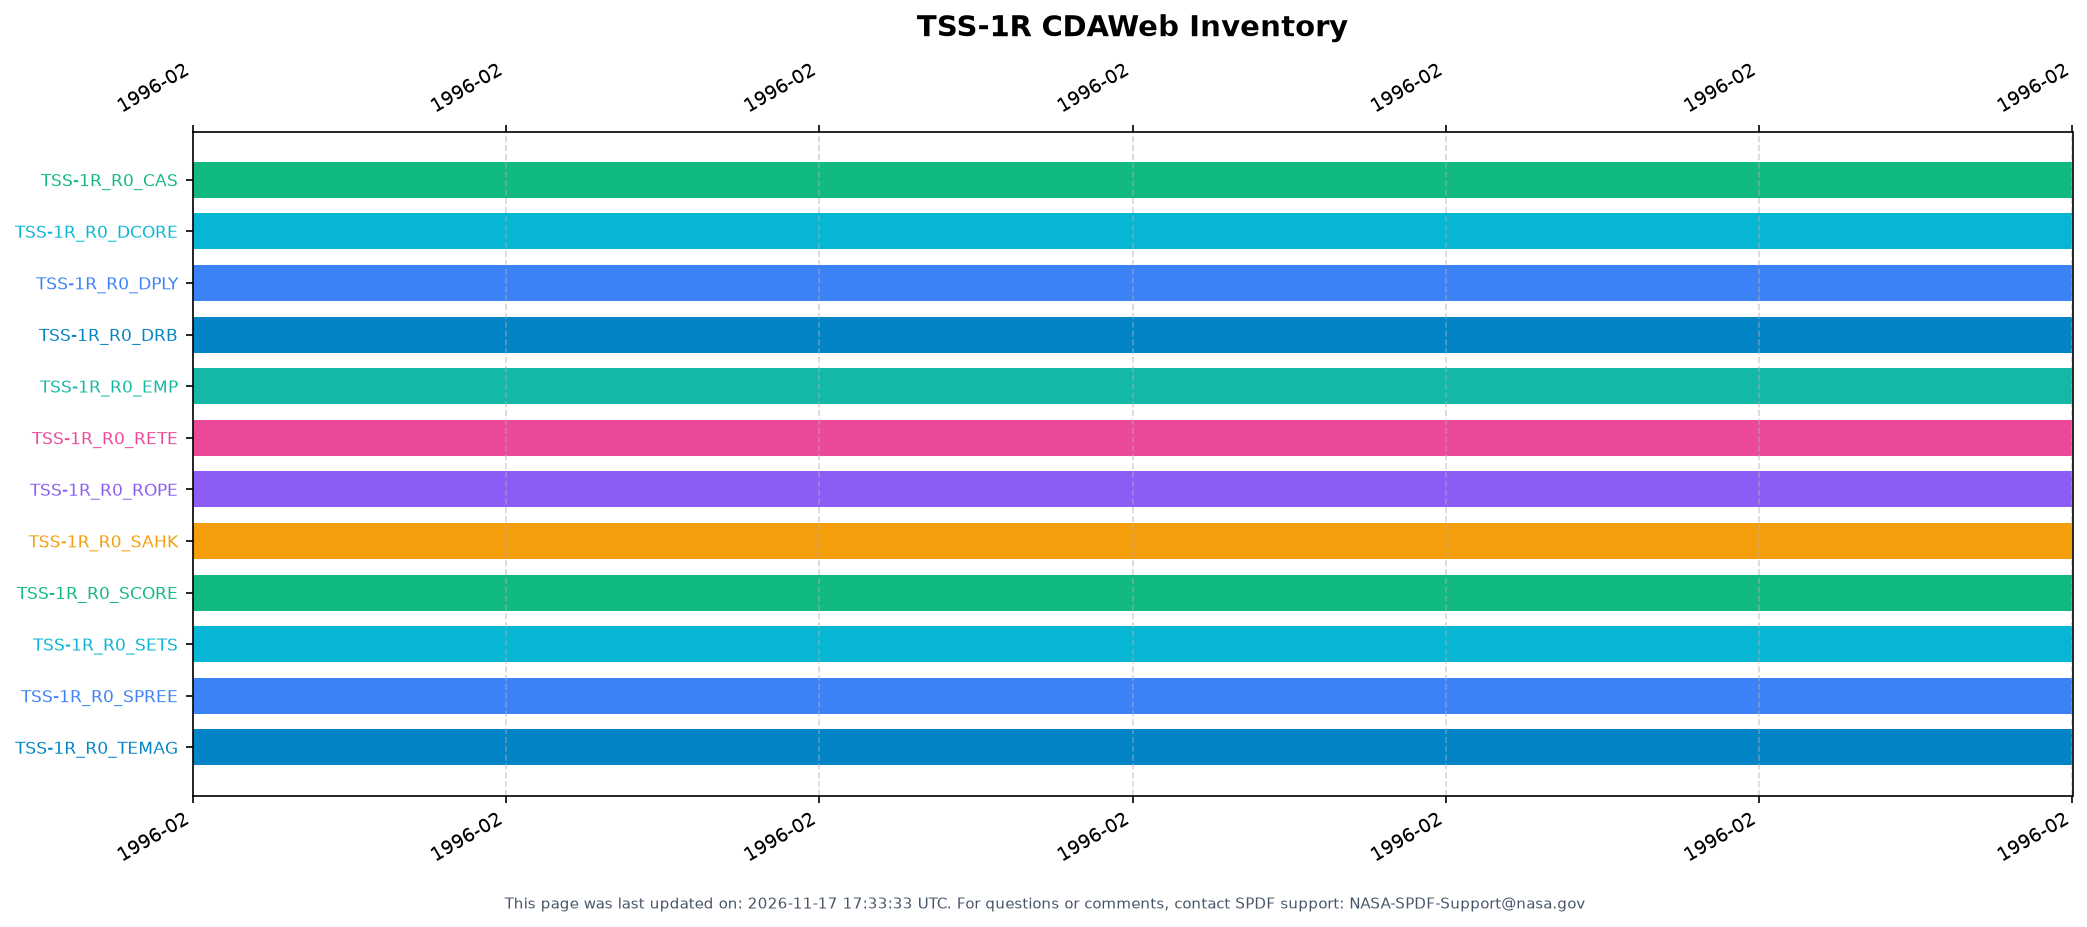 TSS-1R CDAWeb Inventory
1996-02 1996-02 1996-02 1996-02 1996-02 1996-02 1996-02
TSS-1R_R0_CAS
TSS-1R_R0_DCORE
TSS-1R_R0_DPLY
TSS-1R_R0_DRB
TSS-1R_R0_EMP
TSS-1R_R0_RETE
TSS-1R_R0_ROPE
TSS-1R_R0_SAHK
TSS-1R_R0_SCORE
TSS-1R_R0_SETS
TSS-1R_R0_SPREE
TSS-1R_R0_TEMAG
1996-02 1996-02 1996-02 1996-02 1996-02 1996-02 1996-02
This page was last updated on: 2026-11-17 17:33:33 UTC. For questions or comments, contact SPDF support: NASA-SPDF-Support@nasa.gov